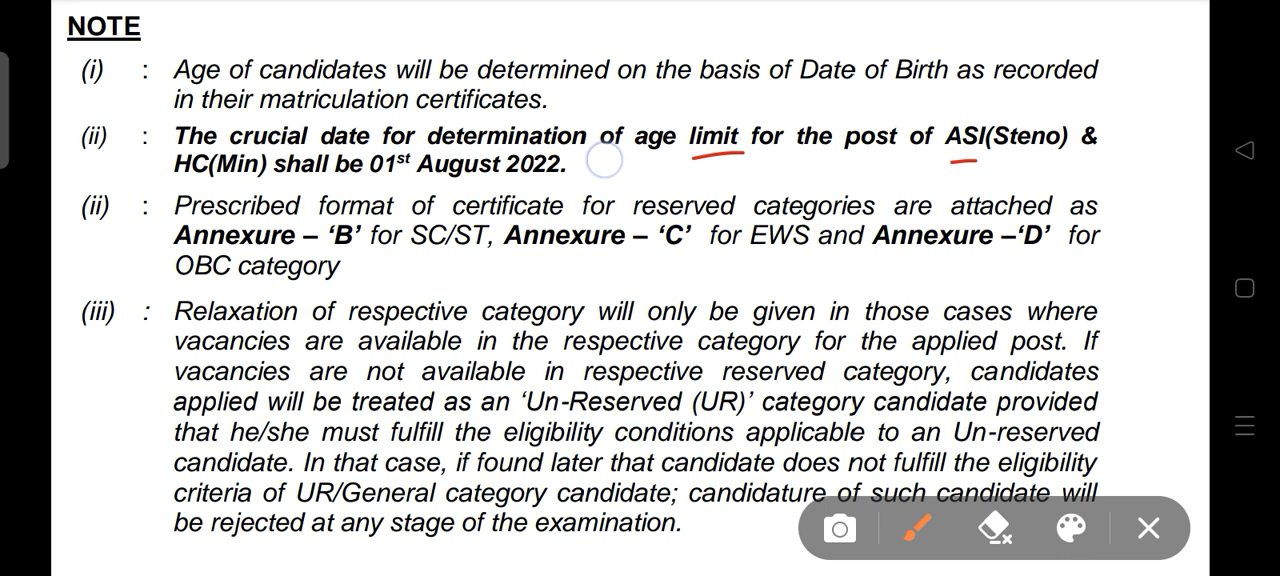 NOTE
(i) : Age of candidates will be determined on the basis of Date of Birth as recorded
in their matriculation certificates.
(ii) : The crucial date for determination of age limit for the post of ASI(Steno) &
HC(Min) shall be 01st August 2022.
(ii) : Prescribed format of certificate for reserved categories are attached as
Annexure – ‘B’ for SC/ST, Annexure – ‘C’ for EWS and Annexure –‘D’ for
OBC category
(iii) : Relaxation of respective category will only be given in those cases where
vacancies are available in the respective category for the applied post. If
vacancies are not available in respective reserved category, candidates
applied will be treated as an ‘Un-Reserved (UR)’ category candidate provided
that he/she must fulfill the eligibility conditions applicable to an Un-reserved
candidate. In that case, if found later that candidate does not fulfill the eligibility
criteria of UR/General category candidate; candidature of such candidate will
be rejected at any stage of the examination.